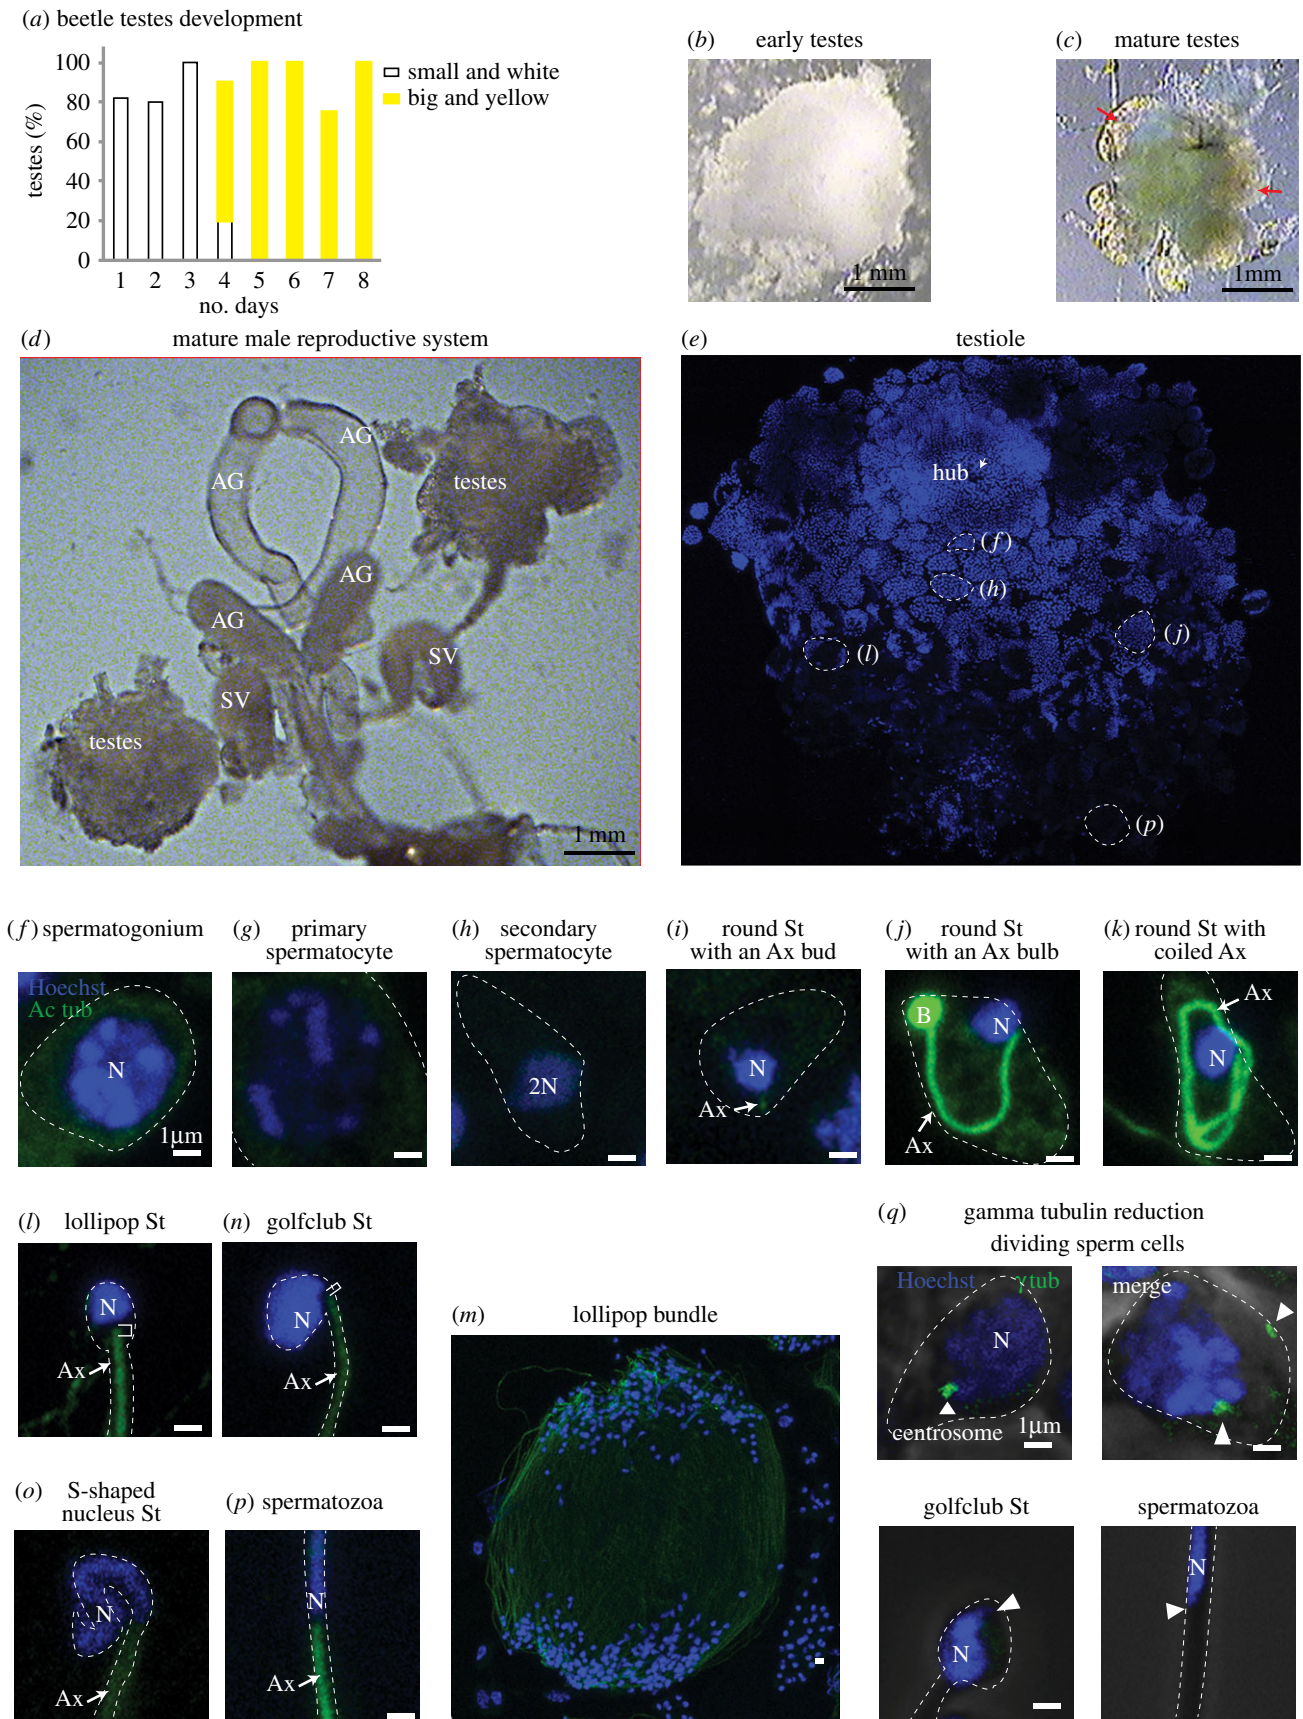 (a) beetle testes development
100
80
60
40
20
0
testes (%)
1 2 3 4 5 6 7 8
no. days
small and white
big and yellow
(b) early testes
1 mm
(c) mature testes
1mm
(d) mature male reproductive system
AG
AG
testes
AG
AG
SV
SV
testes
1 mm
(e) testiole
hub
(f)
(h)
(j)
(l)
(p)
(f) spermatogonium
Hoechst
Ac tub
N
1µm
(g) primary
spermatocyte
(h) secondary
spermatocyte
2N
(i) round St
with an Ax bud
N
Ax
(j) round St
with an Ax bulb
B
N
Ax
(k) round St with
coiled Ax
Ax
N
(l) lollipop St
N
Ax
(n) golfclub St
N
Ax
(m) lollipop bundle
(o) S-shaped
nucleus St
N
Ax
(p) spermatozoa
N
Ax
(q) gamma tubulin reduction
dividing sperm cells
Hoechst γ tub
N
centrosome
1µm
merge
golfclub St
N
spermatozoa
N